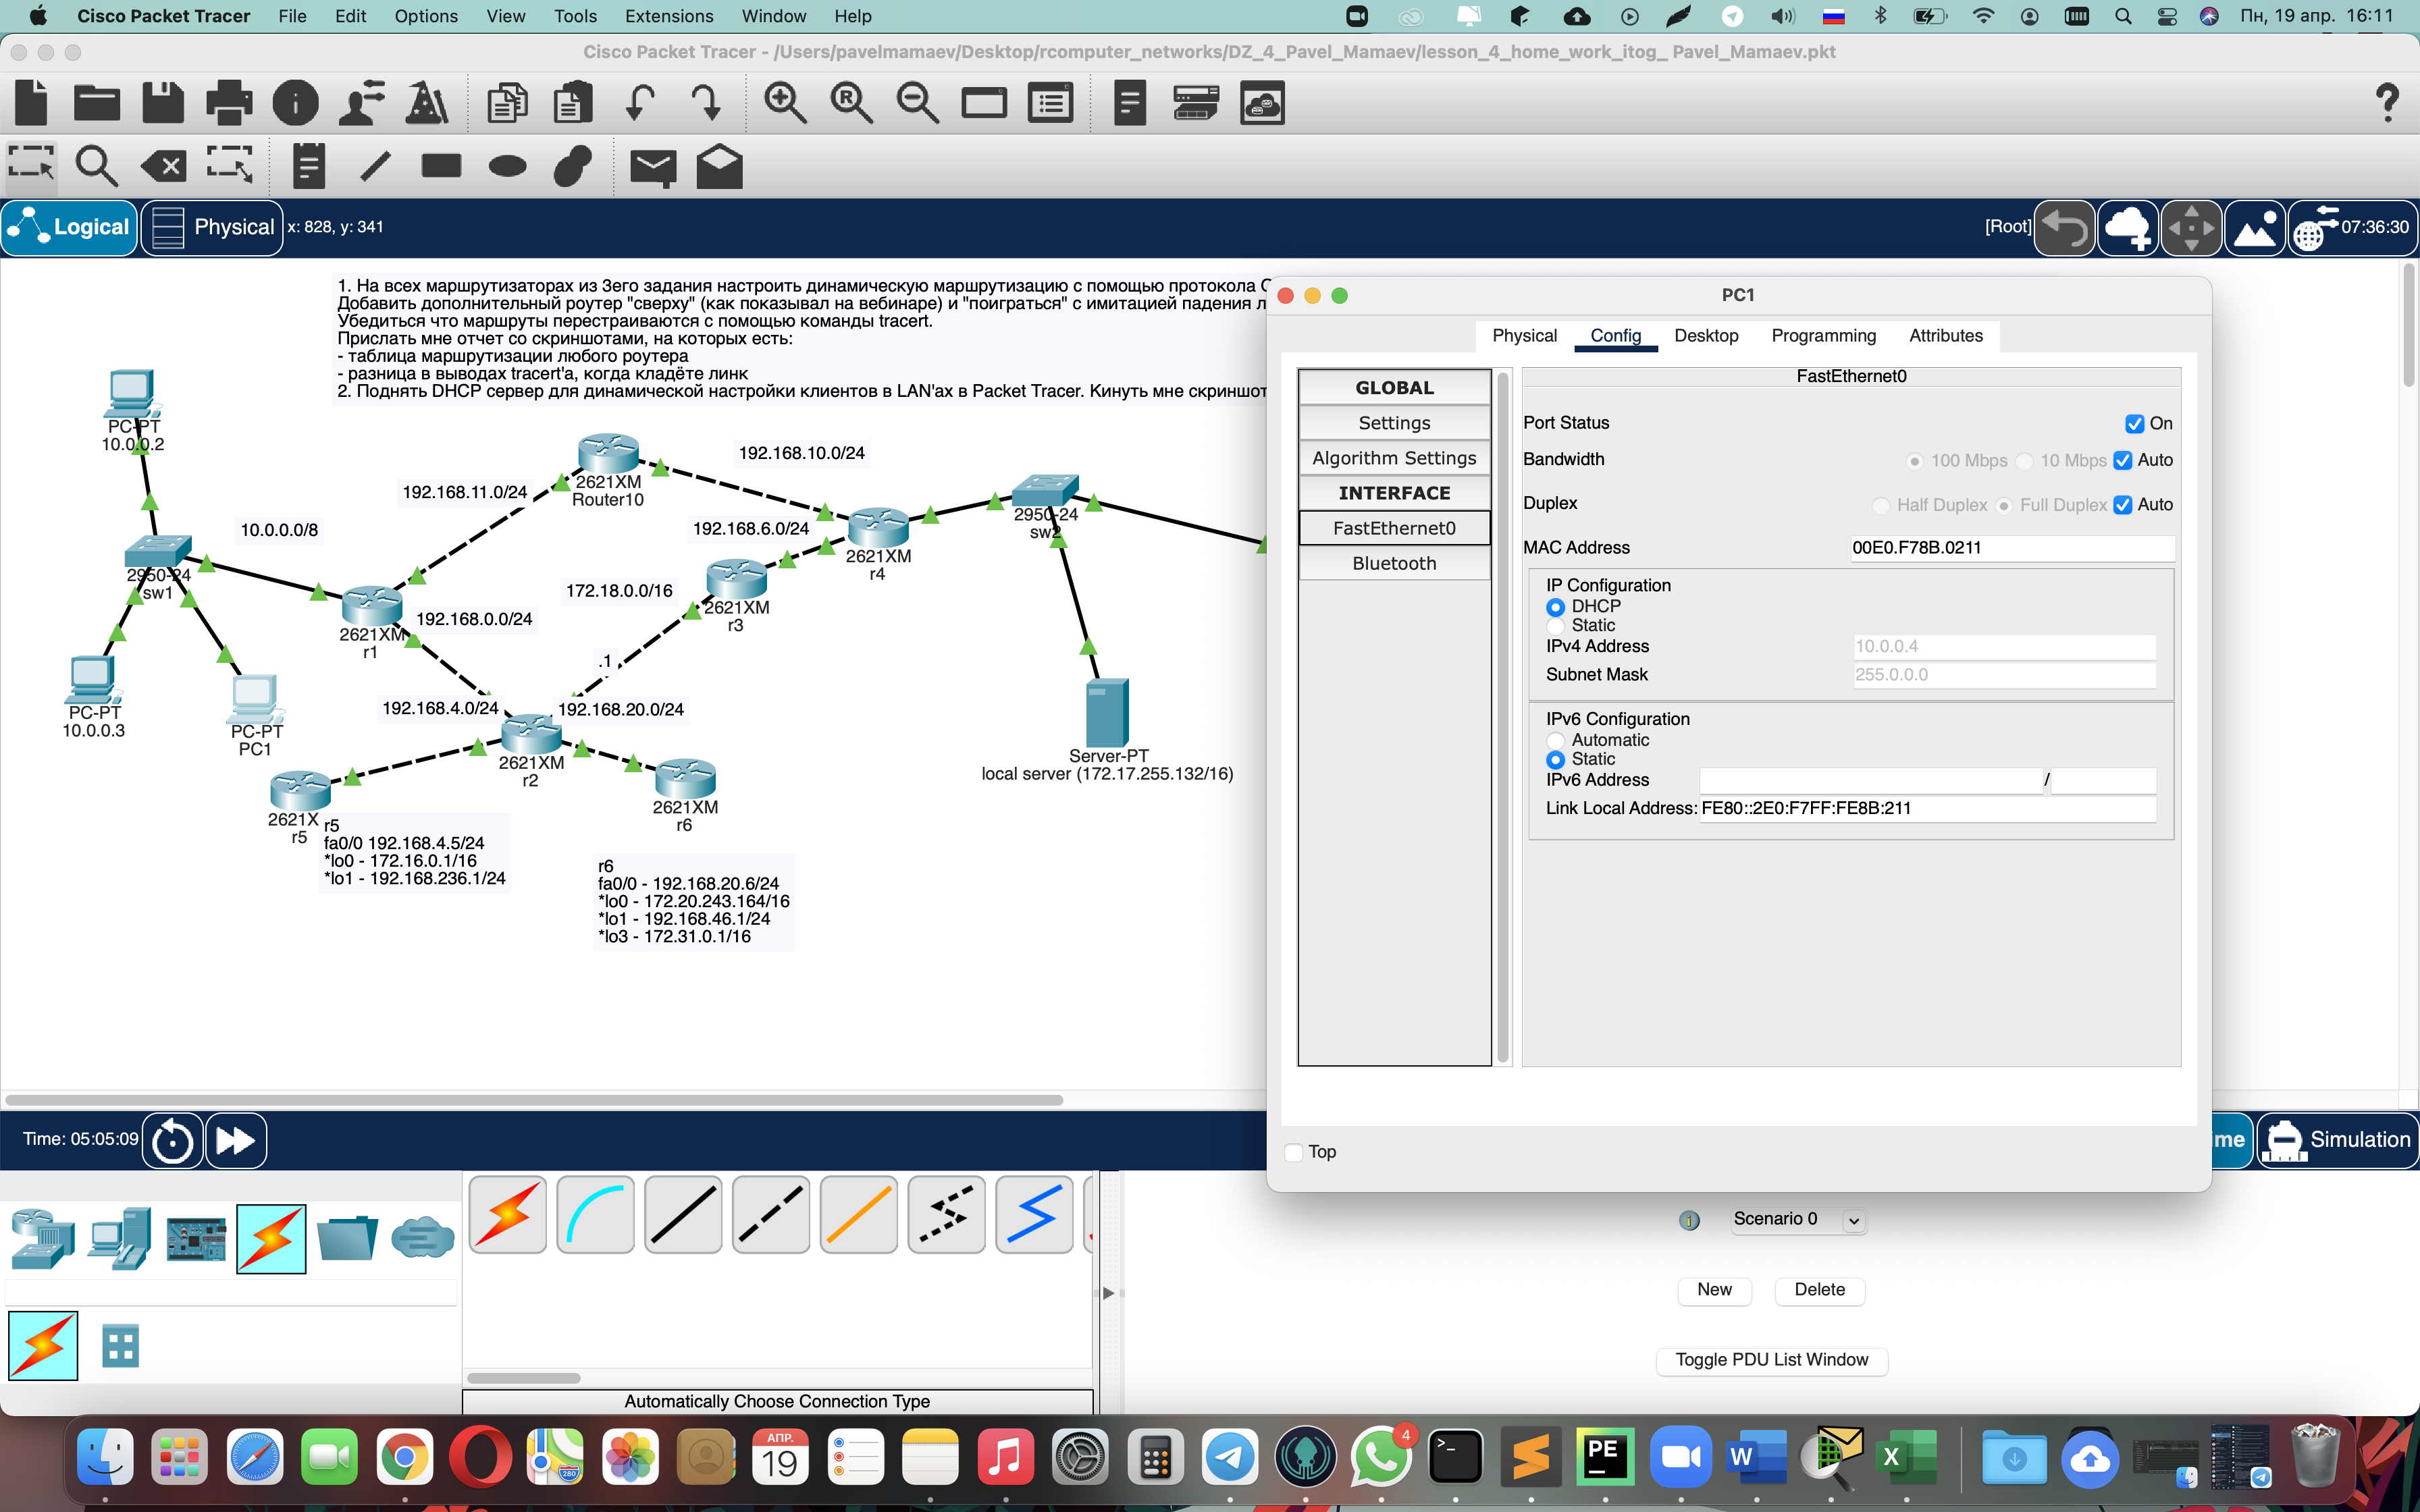 Cisco Packet Tracer File Edit Options View Tools Extensions Window Help Пн, 19 апр. 16:11
Cisco Packet Tracer - /Users/pavelmamaev/Desktop/rcomputer_networks/DZ_4_Pavel_Mamaev/lesson_4_home_work_itog_ Pavel_Mamaev.pkt
Logical Physical x: 828, y: 341 [Root] 07:36:30
1. На всех маршрутизаторах из 3его задания настроить динамическую маршрутизацию с помощью протокола
Добавить дополнительный роутер "сверху" (как показывал на вебинаре) и "поиграться" с имитацией падения
Убедиться что маршруты перестраиваются с помощью команды tracert.
Прислать мне отчет со скриншотами, на которых есть:
- таблица маршрутизации любого роутера
- разница в выводах tracert'a, когда кладёте линк
2. Поднять DHCP сервер для динамической настройки клиентов в LAN'ах в Packet Tracer. Кинуть мне скриншот
PC-PT
10.0.0.2
10.0.0.0/8
2950-24
sw1
PC-PT
10.0.0.3
PC-PT
PC1
192.168.11.0/24
2621XM
Router10
192.168.10.0/24
192.168.6.0/24
2621XM
r4
2950-24
sw2
172.18.0.0/16
2621XM
r3
2621XM
r1
192.168.0.0/24
.1
192.168.4.0/24
192.168.20.0/24
2621XM
r2
2621XM
r6
2621X
r5
r5
fa0/0 192.168.4.5/24
*lo0 - 172.16.0.1/16
*lo1 - 192.168.236.1/24
r6
fa0/0 - 192.168.20.6/24
*lo0 - 172.20.243.164/16
*lo1 - 192.168.46.1/24
*lo3 - 172.31.0.1/16
Server-PT
local server (172.17.255.132/16)
PC1
Physical Config Desktop Programming Attributes
GLOBAL
Settings
Algorithm Settings
INTERFACE
FastEthernet0
Bluetooth
FastEthernet0
Port Status On
Bandwidth 100 Mbps 10 Mbps Auto
Duplex Half Duplex Full Duplex Auto
MAC Address 00E0.F78B.0211
IP Configuration
DHCP
Static
IPv4 Address 10.0.0.4
Subnet Mask 255.0.0.0
IPv6 Configuration
Automatic
Static
IPv6 Address /
Link Local Address: FE80::2E0:F7FF:FE8B:211
Top
Time: 05:05:09 me Simulation
Scenario 0
New Delete
Toggle PDU List Window
Automatically Choose Connection Type
АПР.
19
280
4
PE
W
X